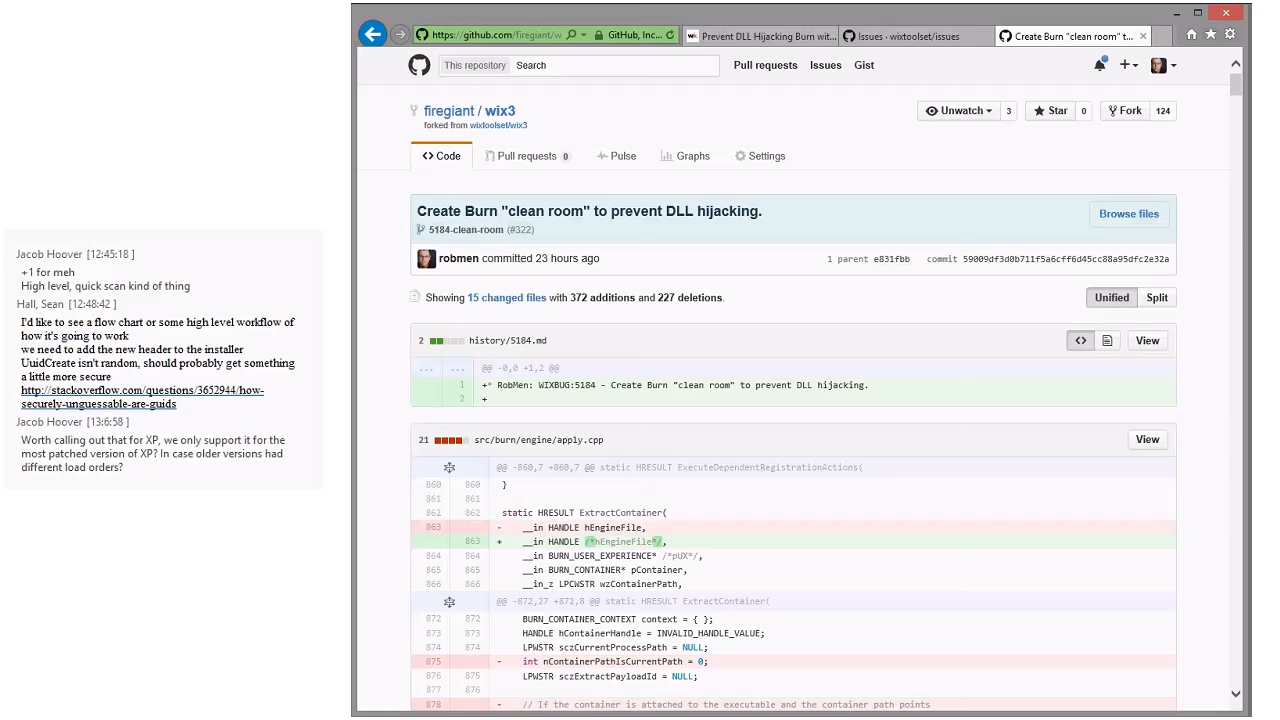 Jacob Hoover [12:45:18 ]
+1 for meh
High level, quick scan kind of thing
Hall, Sean [12:48:42 ]
I'd like to see a flow chart or some high level workflow of
how it's going to work
we need to add the new header to the installer
UuidCreate isn't random, should probably get something
a little more secure
http://stackoverflow.com/questions/3652944/how-
securely-unguessable-are-guids
Jacob Hoover [13:6:58 ]
Worth calling out that for XP, we only support it for the
most patched version of XP? In case older versions had
different load orders?
https://github.com/firegiant/w GitHub, Inc... Prevent DLL Hijacking Burn wit... Issues · wixtoolset/issues Create Burn "clean room" t...
This repository Search Pull requests Issues Gist
firegiant / wix3 Unwatch 3 Star 0 Fork 124
forked from wixtoolset/wix3
Code Pull requests 0 Pulse Graphs Settings
Create Burn "clean room" to prevent DLL hijacking. Browse files
5184-clean-room (#322)
robmen committed 23 hours ago 1 parent e831fbb commit 59009df3d0b711f5a6cff6d45cc88a95dfc2e32a
Showing 15 changed files with 372 additions and 227 deletions. Unified Split
2 history/5184.md <> View
... ... @@ -0,0 +1,2 @@
1 +* RobMen: WIXBUG:5184 - Create Burn "clean room" to prevent DLL hijacking.
2 +
21 src/burn/engine/apply.cpp View
@@ -860,7 +860,7 @@ static HRESULT ExecuteDependentRegistrationActions(
860 860 }
861 861
862 862 static HRESULT ExtractContainer(
863 - __in HANDLE hEngineFile,
863 + __in HANDLE /*hEngineFile*/,
864 864 __in BURN_USER_EXPERIENCE* /*pUX*/,
865 865 __in BURN_CONTAINER* pContainer,
866 866 __in_z LPCWSTR wzContainerPath,
@@ -872,27 +872,8 @@ static HRESULT ExtractContainer(
872 872 BURN_CONTAINER_CONTEXT context = { };
873 873 HANDLE hContainerHandle = INVALID_HANDLE_VALUE;
874 874 LPWSTR sczCurrentProcessPath = NULL;
875 - int nContainerPathIsCurrentPath = 0;
876 875 LPWSTR sczExtractPayloadId = NULL;
877 876
878 - // If the container is attached to the executable and the container path points